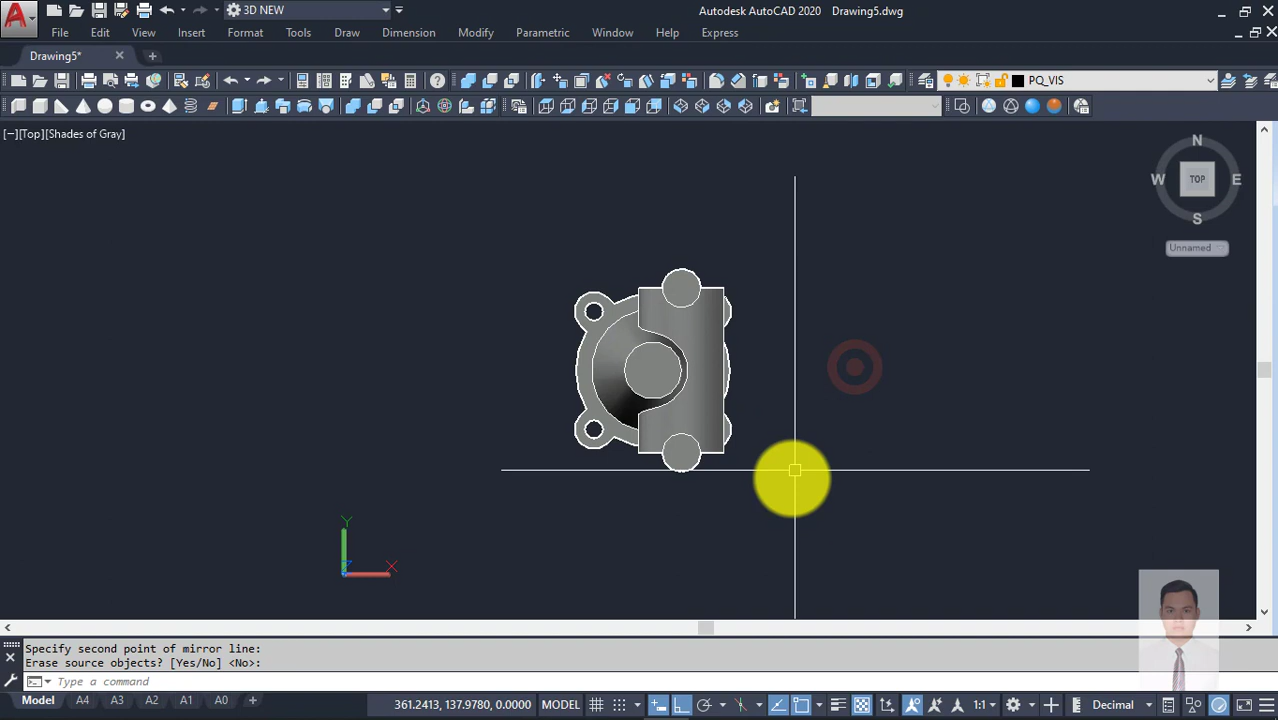 3D NEW
Autodesk AutoCAD 2020 Drawing5.dwg
File Edit View Insert Format Tools Draw Dimension Modify Parametric Window Help Express
Drawing5*
PQ_VIS
[−][Top][Shades of Gray]
N
W TOP E
S
Unnamed
Y
X
Specify second point of mirror line:
Erase source objects? [Yes/No] <No>:
Type a command
Model A4 A3 A2 A1 A0
361.2413, 137.9780, 0.0000 MODEL 1:1 Decimal